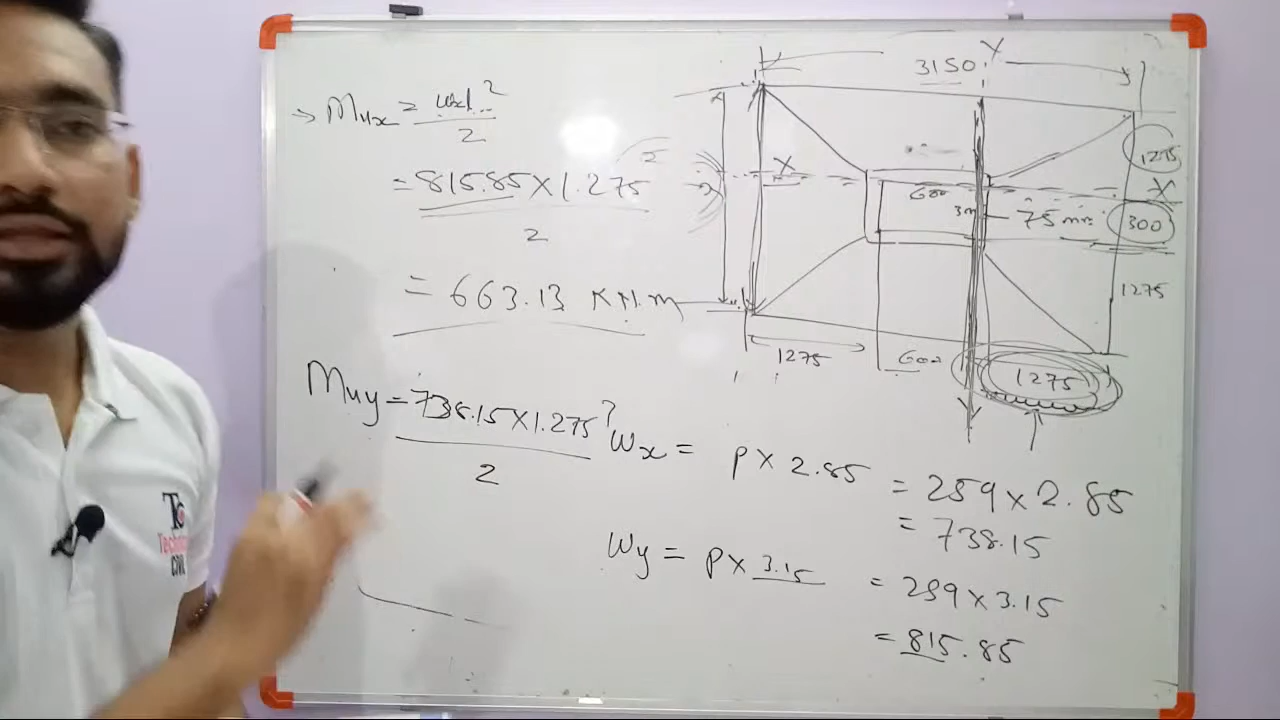 → Mux = wxl²
2
= 815.85 × 1.275²
2
= 663.13 KN.m
Muy = 738.15 × 1.275²
2
wx = p × 2.85
= 259 × 2.85
= 738.15
wy = p × 3.15
= 259 × 3.15
= 815.85
3150
Y
1275
X
X
600
75 mm
300
1275
1275
600
1275
Y
Tc
CIVIL